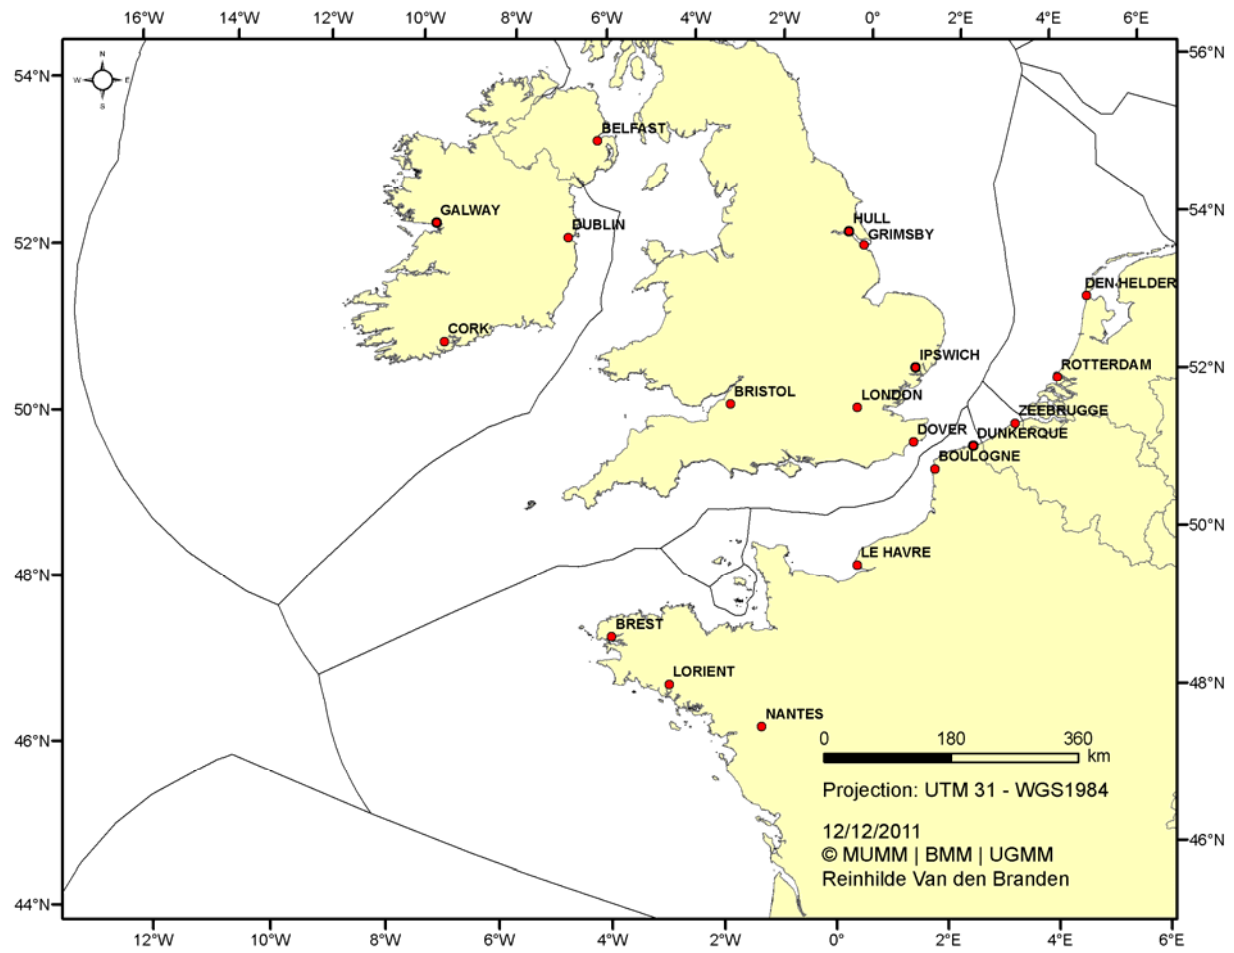 16°W 14°W 12°W 10°W 8°W 6°W 4°W 2°W 0° 2°E 4°E 6°E
54°N
56°N
N
W E
S
BELFAST
GALWAY
54°N
HULL
DUBLIN
GRIMSBY
52°N
DEN HELDER
CORK
IPSWICH
52°N
ROTTERDAM
BRISTOL
LONDON
50°N
ZEEBRUGGE
DOVER
DUNKERQUE
BOULOGNE
50°N
LE HAVRE
48°N
BREST
LORIENT
48°N
NANTES
46°N
0 180 360
km
Projection: UTM 31 - WGS1984
12/12/2011
46°N
© MUMM | BMM | UGMM
Reinhilde Van den Branden
44°N
12°W 10°W 8°W 6°W 4°W 2°W 0° 2°E 4°E 6°E